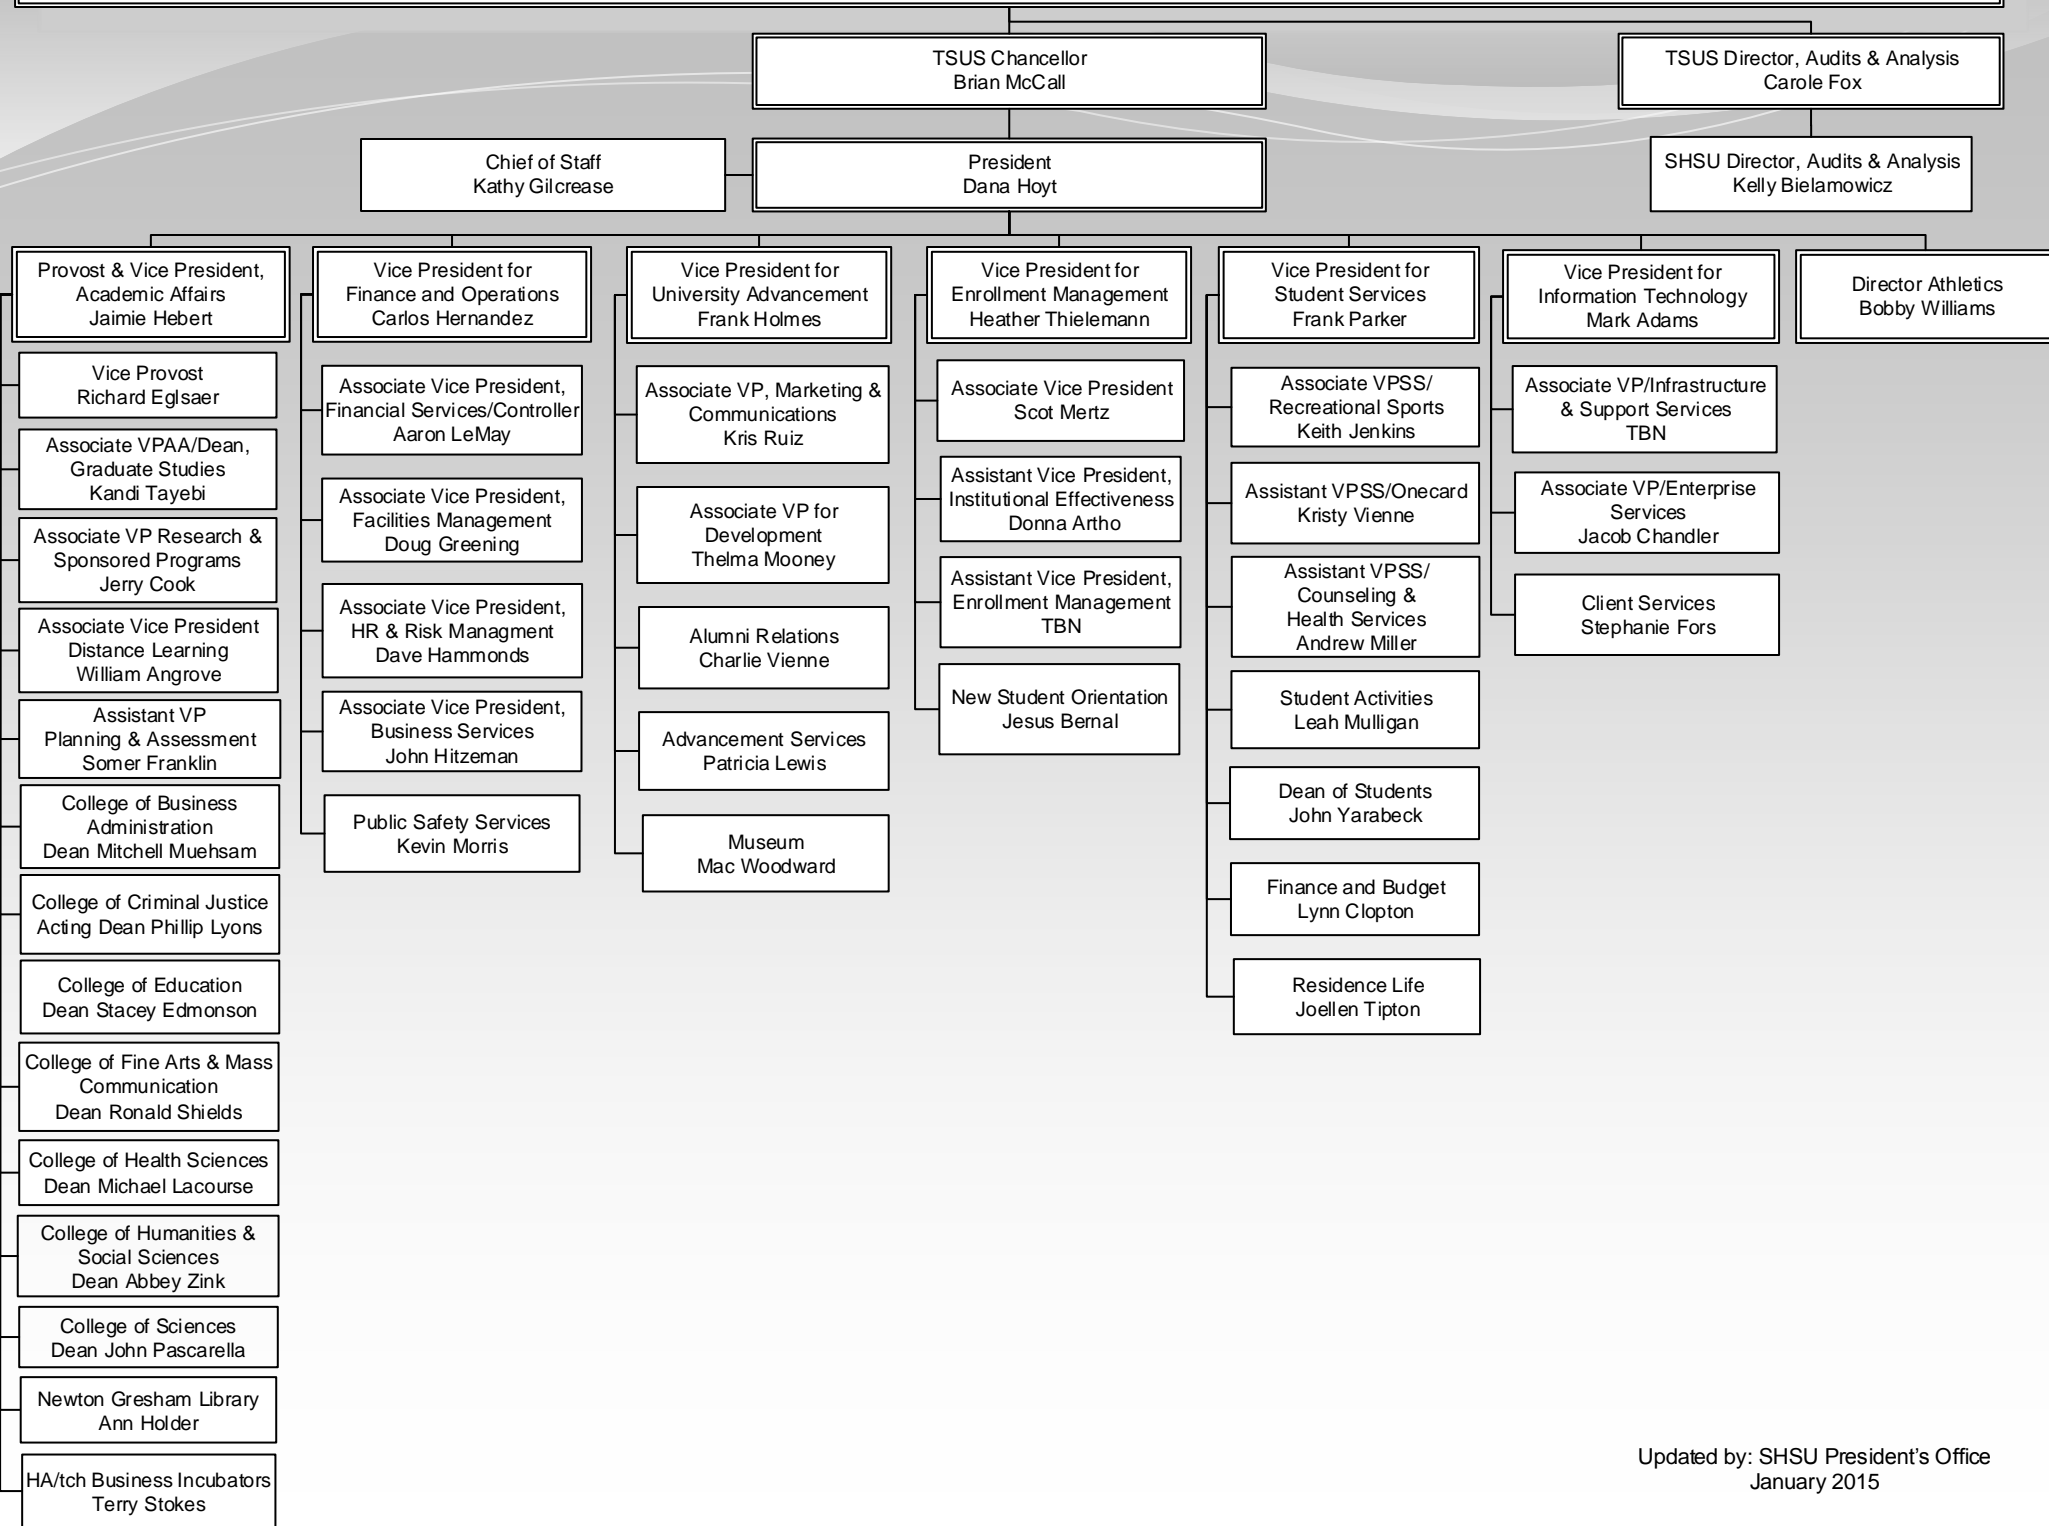 TSUS Chancellor
Brian McCall
TSUS Director, Audits & Analysis
Carole Fox
Chief of Staff
Kathy Gilcrease
President
Dana Hoyt
SHSU Director, Audits & Analysis
Kelly Bielamowicz
Provost & Vice President,
Academic Affairs
Jaimie Hebert
Vice President for
Finance and Operations
Carlos Hernandez
Vice President for
University Advancement
Frank Holmes
Vice President for
Enrollment Management
Heather Thielemann
Vice President for
Student Services
Frank Parker
Vice President for
Information Technology
Mark Adams
Director Athletics
Bobby Williams
Vice Provost
Richard Eglsaer
Associate VPAA/Dean,
Graduate Studies
Kandi Tayebi
Associate VP Research &
Sponsored Programs
Jerry Cook
Associate Vice President
Distance Learning
William Angrove
Assistant VP
Planning & Assessment
Somer Franklin
College of Business
Administration
Dean Mitchell Muehsam
College of Criminal Justice
Acting Dean Phillip Lyons
College of Education
Dean Stacey Edmonson
College of Fine Arts & Mass
Communication
Dean Ronald Shields
College of Health Sciences
Dean Michael Lacourse
College of Humanities &
Social Sciences
Dean Abbey Zink
College of Sciences
Dean John Pascarella
Newton Gresham Library
Ann Holder
HA/tch Business Incubators
Terry Stokes
Associate Vice President,
Financial Services/Controller
Aaron LeMay
Associate Vice President,
Facilities Management
Doug Greening
Associate Vice President,
HR & Risk Managment
Dave Hammonds
Associate Vice President,
Business Services
John Hitzeman
Public Safety Services
Kevin Morris
Associate VP, Marketing &
Communications
Kris Ruiz
Associate VP for
Development
Thelma Mooney
Alumni Relations
Charlie Vienne
Advancement Services
Patricia Lewis
Museum
Mac Woodward
Associate Vice President
Scot Mertz
Assistant Vice President,
Institutional Effectiveness
Donna Artho
Assistant Vice President,
Enrollment Management
TBN
New Student Orientation
Jesus Bernal
Associate VPSS/
Recreational Sports
Keith Jenkins
Assistant VPSS/Onecard
Kristy Vienne
Assistant VPSS/
Counseling &
Health Services
Andrew Miller
Student Activities
Leah Mulligan
Dean of Students
John Yarabeck
Finance and Budget
Lynn Clopton
Residence Life
Joellen Tipton
Associate VP/Infrastructure
& Support Services
TBN
Associate VP/Enterprise
Services
Jacob Chandler
Client Services
Stephanie Fors
Updated by: SHSU President’s Office
January 2015